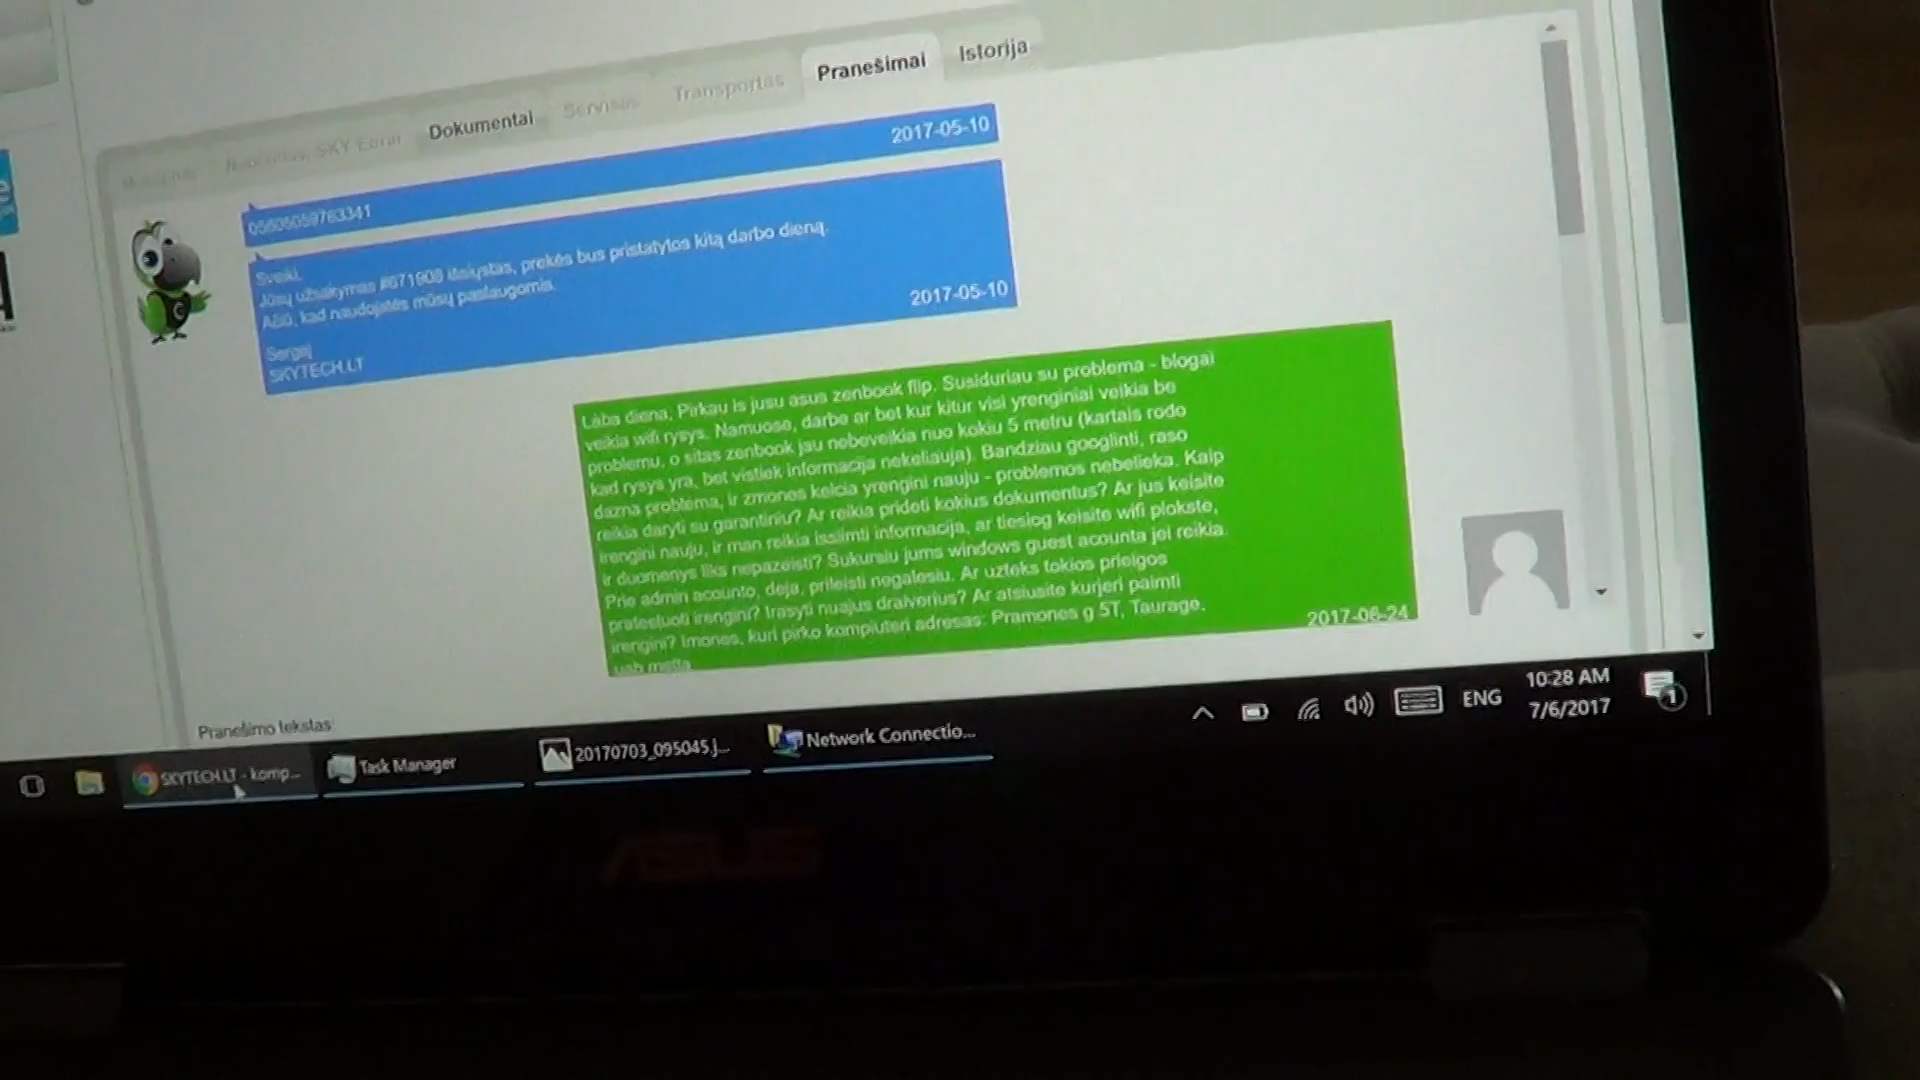 Dokumentai
Servisas
Transportas
Pranešimai
Istorija
2017-05-10
05605059763341
Sveiki,
Jūsų užsakymas #671908 išsiųstas, prekės bus pristatytos kitą darbo dieną.
Ačiū, kad naudojatės mūsų paslaugomis.
2017-05-10
Sergej
SKYTECH.LT
Laba diena, Pirkau is jusu asus zenbook flip. Susiduriau su problema - blogai
veikia wifi rysys. Namuose, darbe ar bet kur kitur visi yrenginiai veikia be
problemu, o sitas zenbook jau nebeveikia nuo kokiu 5 metru (kartais rodo
kad rysys yra, bet vistiek informacija nekeliauja). Bandziau googlinti, raso
dazna problema, ir zmones keicia yrengini nauju - problemos nebelieka. Kaip
reikia daryti su garantiniu? Ar reikia prideti kokius dokumentus? Ar jus keisite
irengini nauju, ir man reikia issiimti informacija, ar tiesiog keisite wifi plokste,
ir duomenys liks nepazeisti? Sukursiu jums windows guest acounta jei reikia.
Prie admin acounto, deja, prileisti negalesiu. Ar uzteks tokios prieigos
pratestuoti irengini? Irasyti nuajus draiverius? Ar atsiusite kurjeri paimti
irengini? Imones, kuri pirko kompiuteri adresas: Pramones g 5T, Taurage,
uab metta
2017-06-24
Pranešimo tekstas:
SKYTECH.LT - komp...
Task Manager
20170703_095045.j...
Network Connectio...
ENG
10:28 AM
7/6/2017
1
ASUS